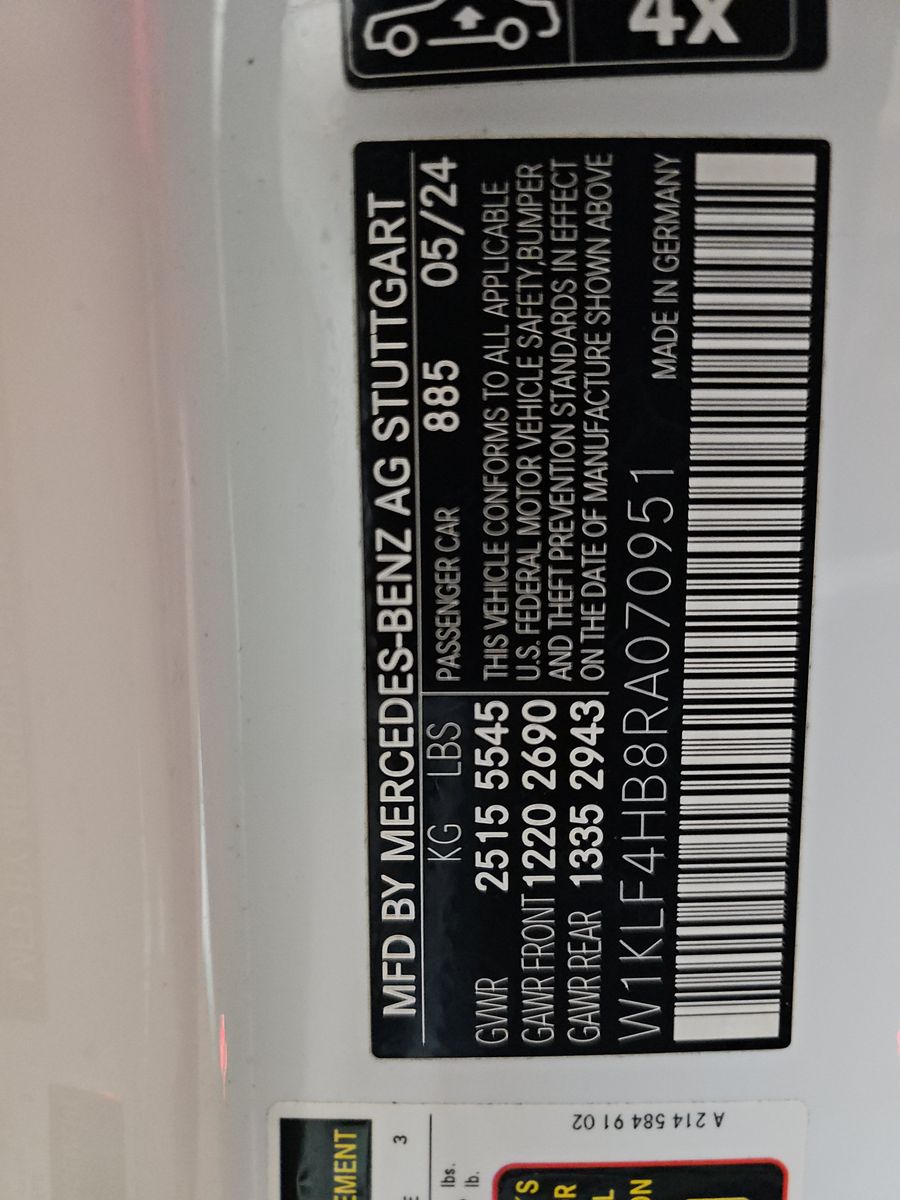 4X
MFD BY MERCEDES-BENZ AG STUTTGART
KG LBS
GVWR 2515 5545
GAWR FRONT 1220 2690
GAWR REAR 1335 2943
PASSENGER CAR 885 05/24
THIS VEHICLE CONFORMS TO ALL APPLICABLE
U.S. FEDERAL MOTOR VEHICLE SAFETY,BUMPER
AND THEFT PREVENTION STANDARDS IN EFFECT
ON THE DATE OF MANUFACTURE SHOWN ABOVE
W1KLF4HB8RA070951
MADE IN GERMANY
A 214 584 91 02
3
lbs.
lb.